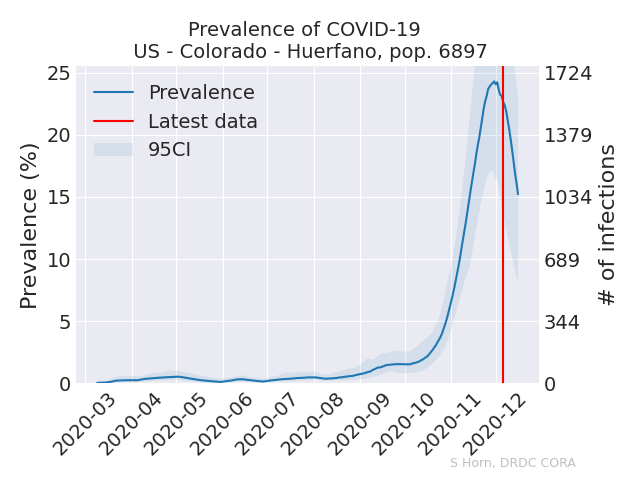 Prevalence of COVID-19
US - Colorado - Huerfano, pop. 6897
Prevalence
Latest data
95CI
Prevalence (%)
25
20
15
10
5
0
1724
1379
1034
689
344
0
# of infections
2020-03
2020-04
2020-05
2020-06
2020-07
2020-08
2020-09
2020-10
2020-11
2020-12
S Horn, DRDC CORA